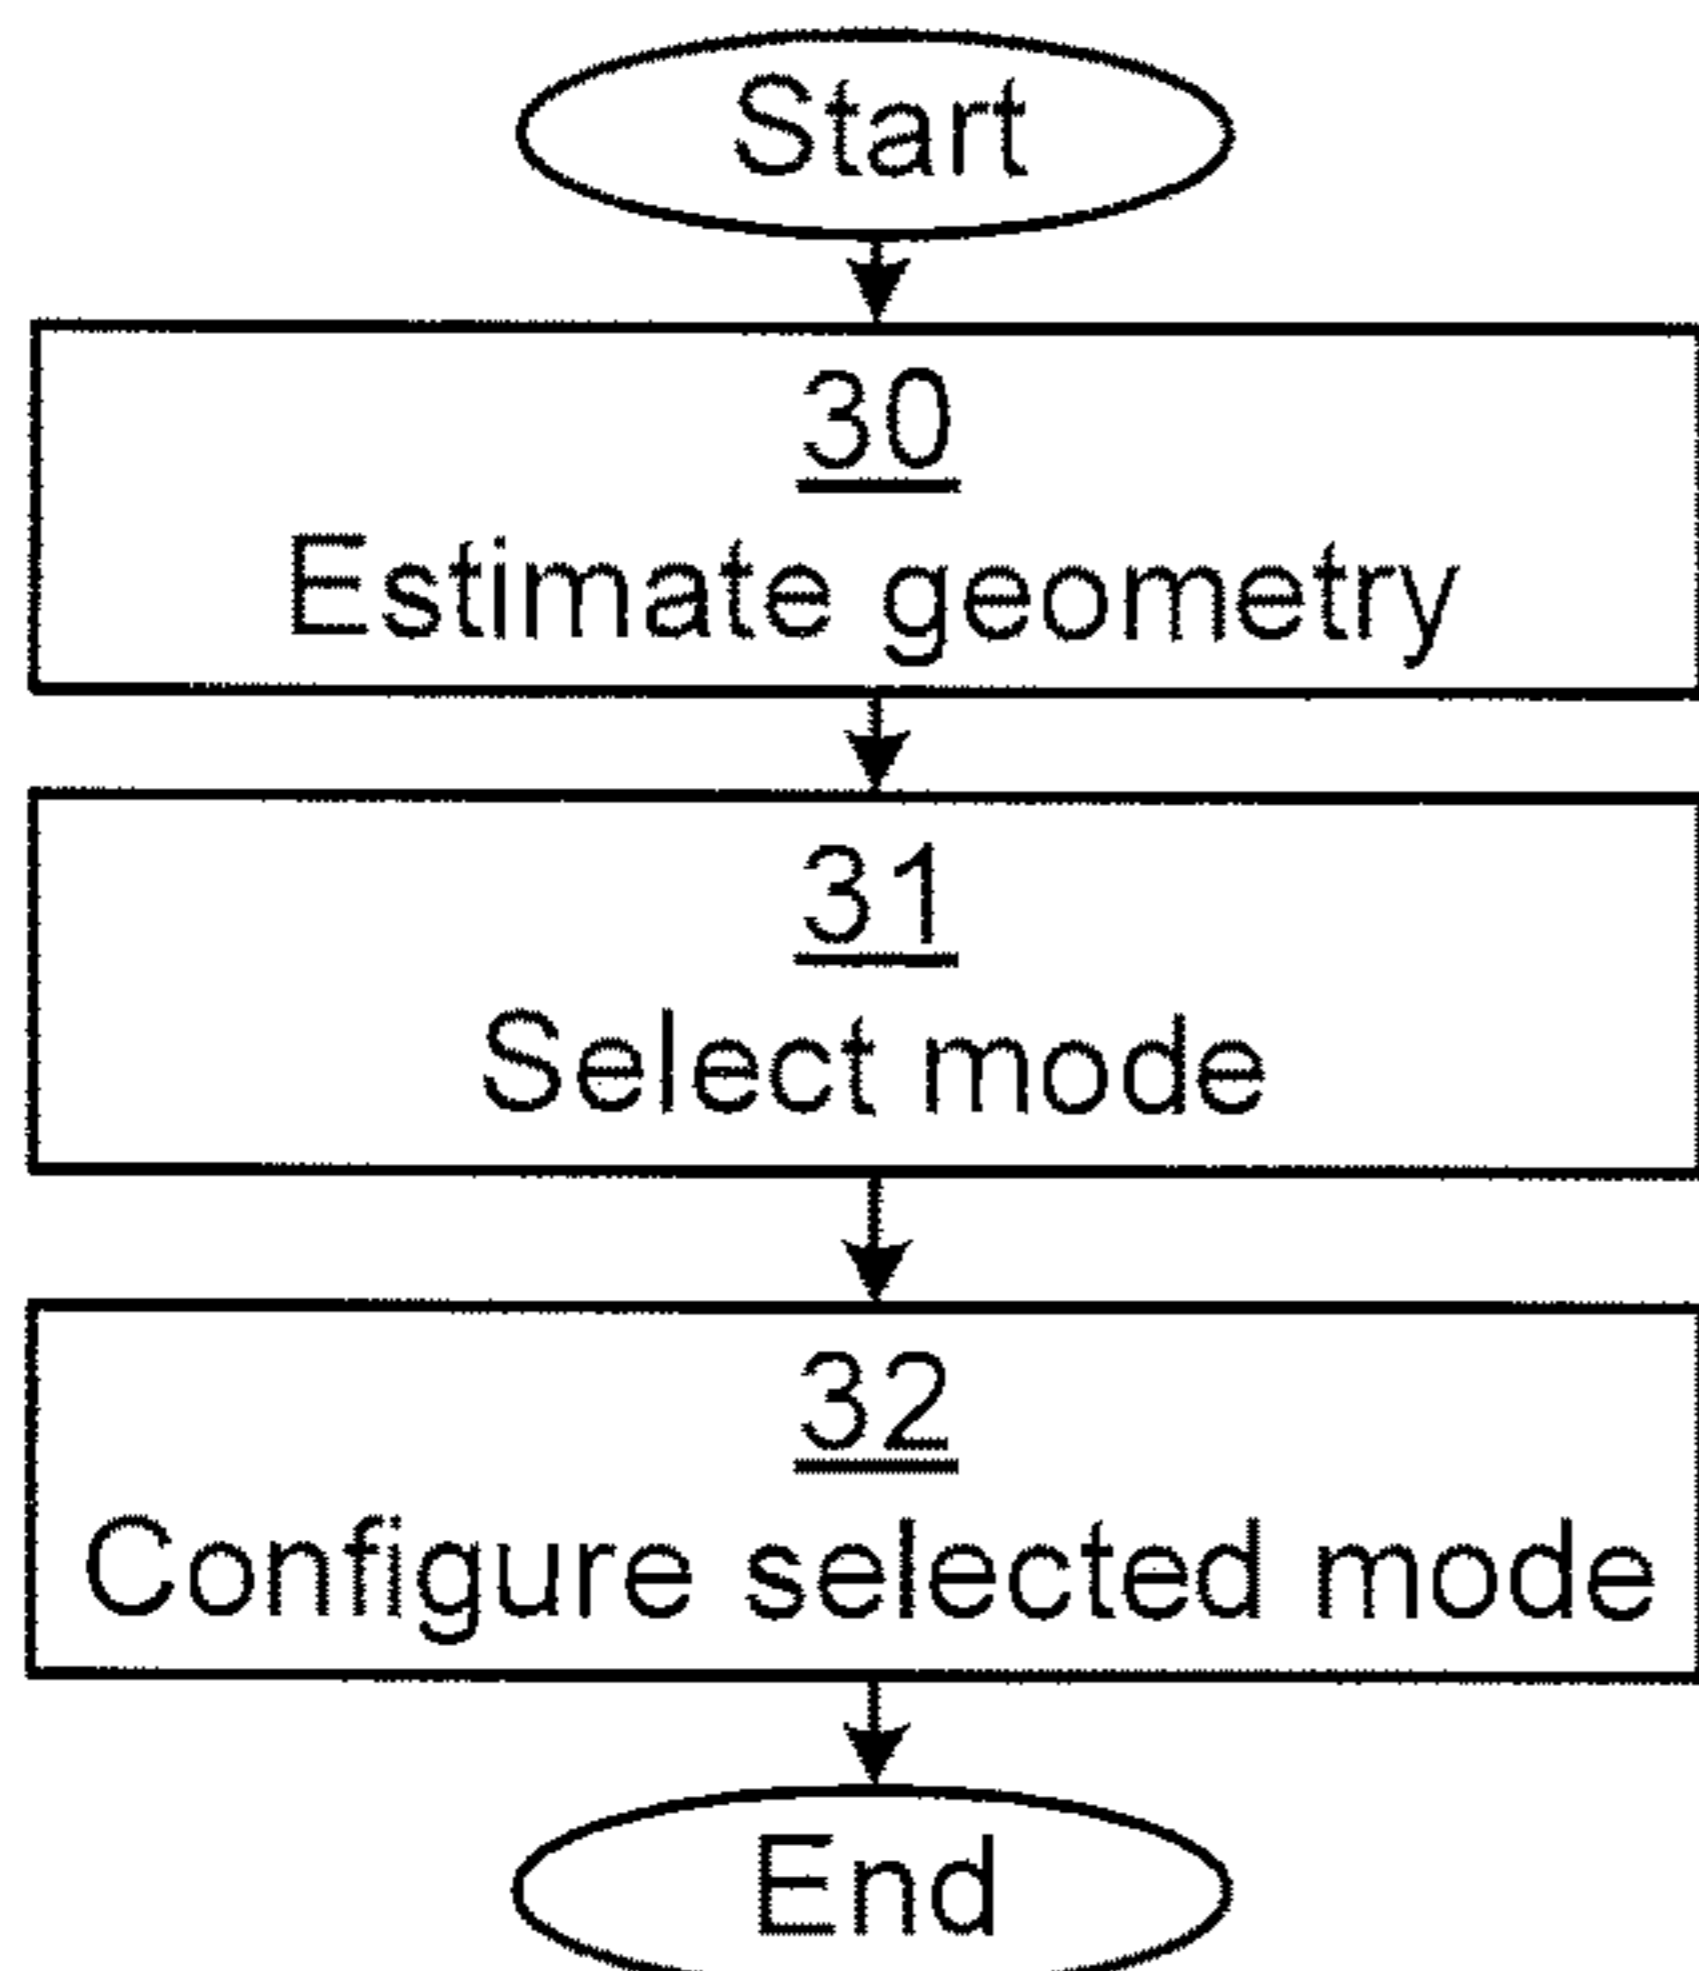 Start
30
Estimate geometry
31
Select mode
32
Configure selected mode
End